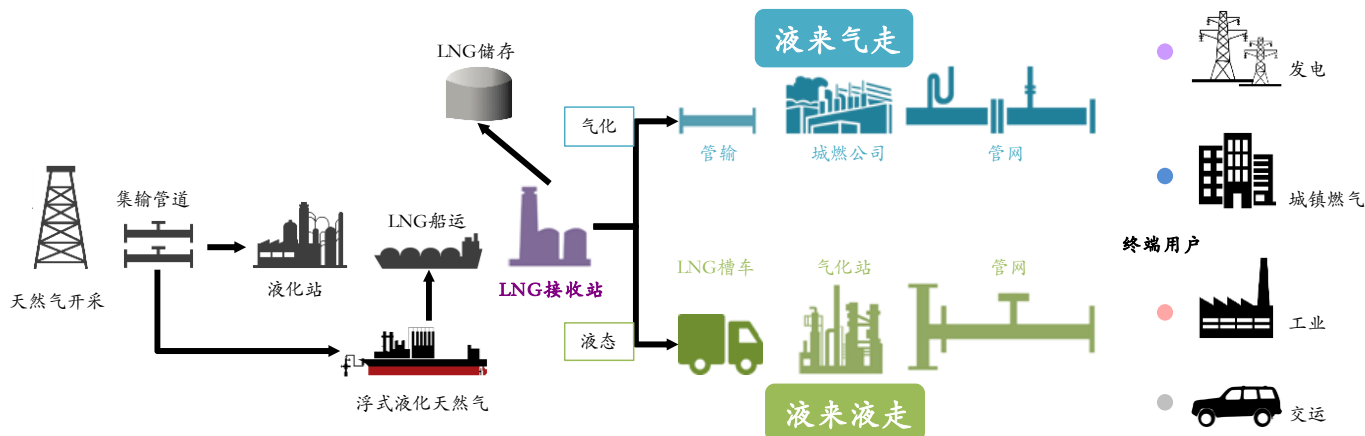 天然气开采
集输管道
液化站
LNG船运
浮式液化天然气
LNG储存
LNG接收站
气化
液来气走
管输
城燃公司
管网
液态
LNG槽车
气化站
管网
液来液走
终端用户
发电
城镇燃气
工业
交运